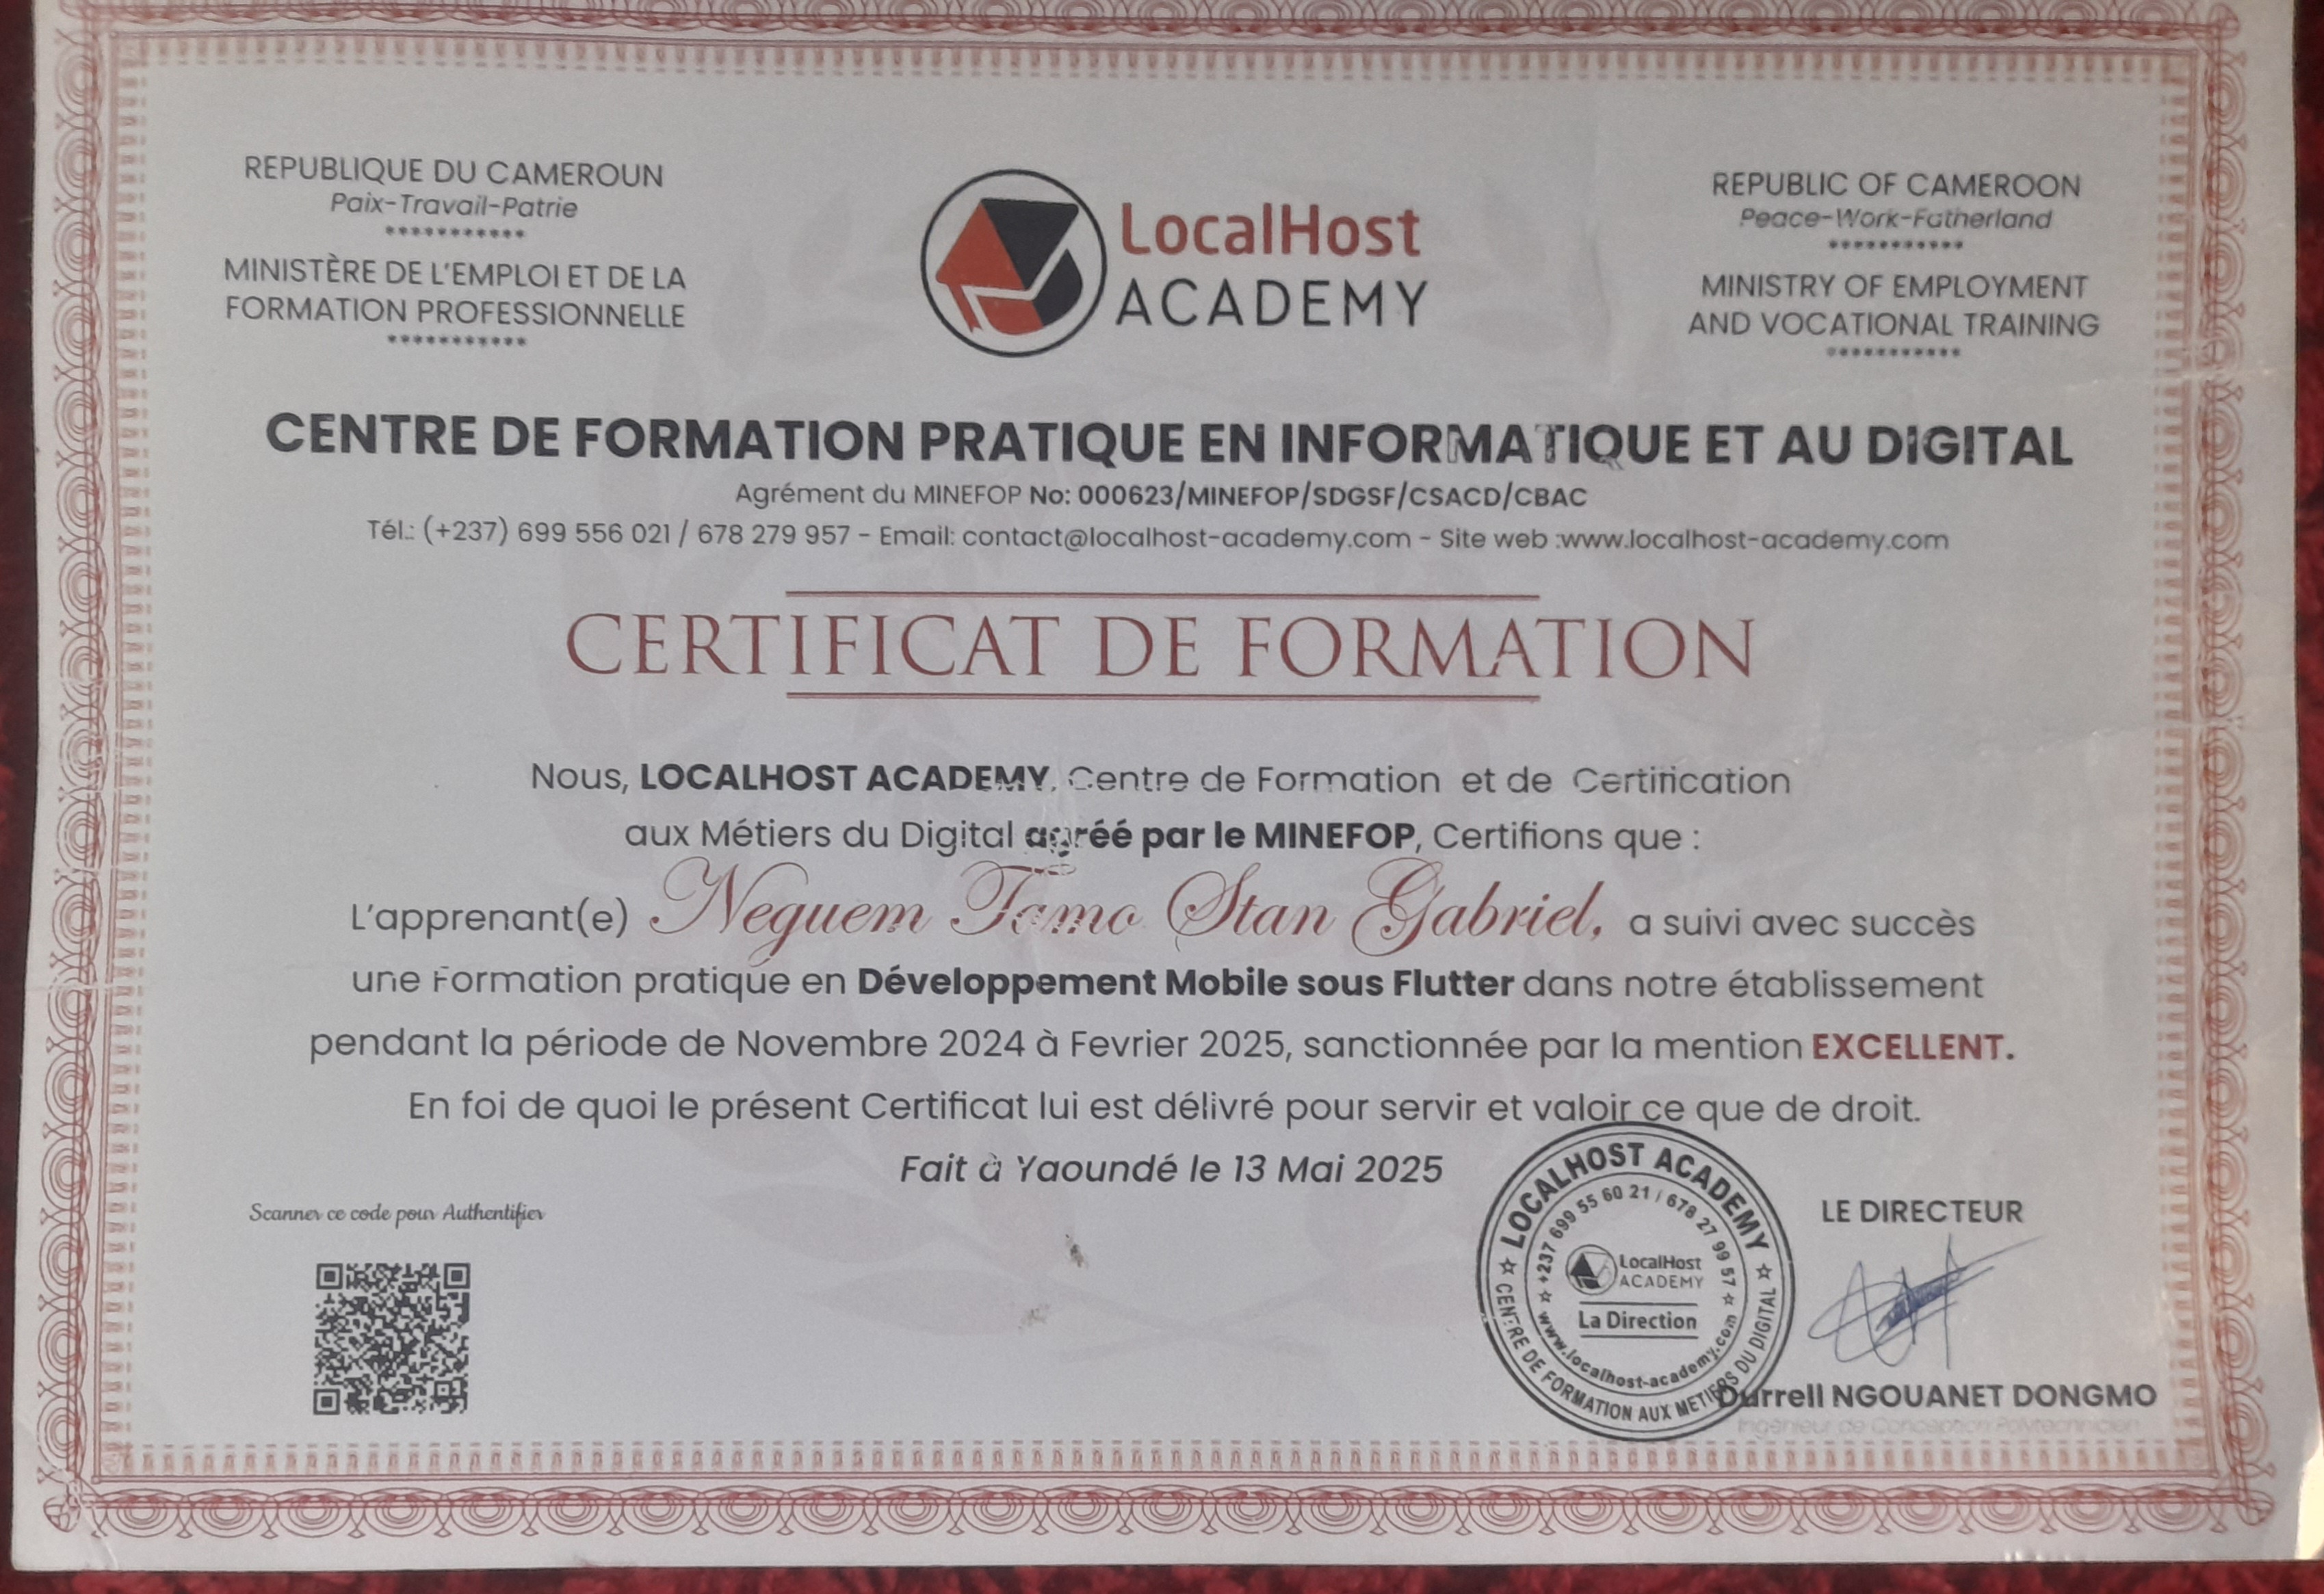 REPUBLIQUE DU CAMEROUN
Paix-Travail-Patrie
***********
MINISTÈRE DE L'EMPLOI ET DE LA
FORMATION PROFESSIONNELLE
***********
LocalHost
ACADEMY
REPUBLIC OF CAMEROON
Peace-Work-Fatherland
***********
MINISTRY OF EMPLOYMENT
AND VOCATIONAL TRAINING
***********
CENTRE DE FORMATION PRATIQUE EN INFORMATIQUE ET AU DIGITAL
Agrément du MINEFOP No: 000623/MINEFOP/SDGSF/CSACD/CBAC
Tél.: (+237) 699 556 021 / 678 279 957 - Email: contact@localhost-academy.com - Site web :www.localhost-academy.com
CERTIFICAT DE FORMATION
Nous, LOCALHOST ACADEMY, Centre de Formation et de Certification
aux Métiers du Digital agréé par le MINEFOP, Certifions que :
L'apprenant(e) Neguem Tamo Stan Gabriel, a suivi avec succès
une Formation pratique en Développement Mobile sous Flutter dans notre établissement
pendant la période de Novembre 2024 à Fevrier 2025, sanctionnée par la mention EXCELLENT.
En foi de quoi le présent Certificat lui est délivré pour servir et valoir ce que de droit.
Fait à Yaoundé le 13 Mai 2025
Scanner ce code pour Authentifier
LOCALHOST ACADEMY
+237 699 55 60 21 / 678 27 99 57
LocalHost
ACADEMY
La Direction
www.localhost-academy.com
CENTRE DE FORMATION AUX METIERS DU DIGITAL
LE DIRECTEUR
Durrell NGOUANET DONGMO
Ingénieur de Conception Polytechnicien